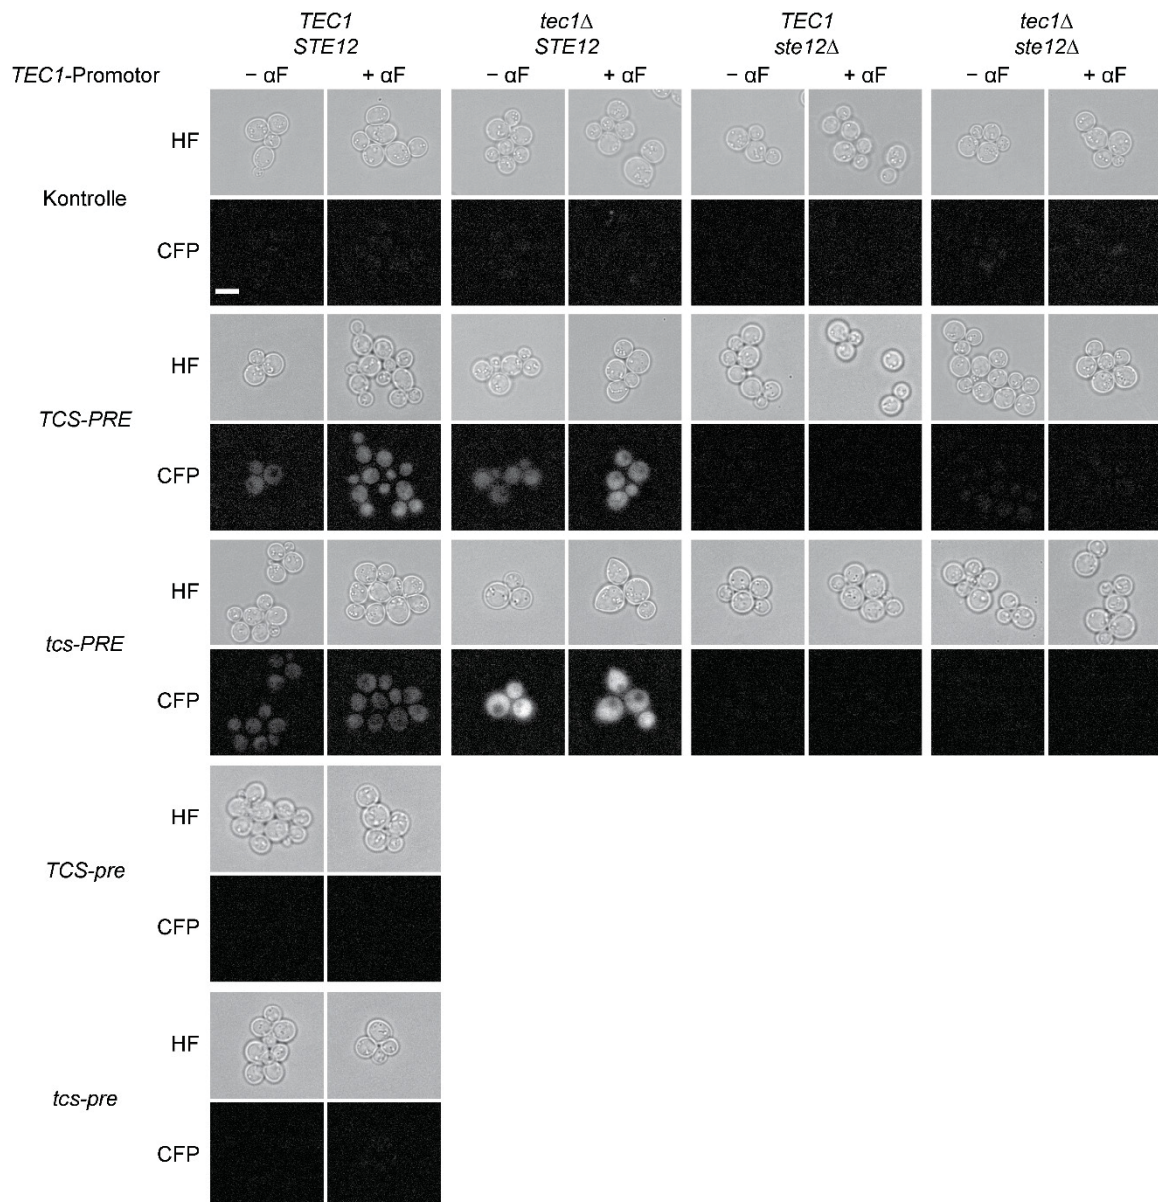 TEC1 tec1Δ TEC1 tec1Δ
STE12 STE12 ste12Δ ste12Δ
TEC1-Promotor − αF + αF − αF + αF − αF + αF − αF + αF
HF
Kontrolle
CFP
HF
TCS-PRE
CFP
HF
tcs-PRE
CFP
HF
TCS-pre
CFP
HF
tcs-pre
CFP